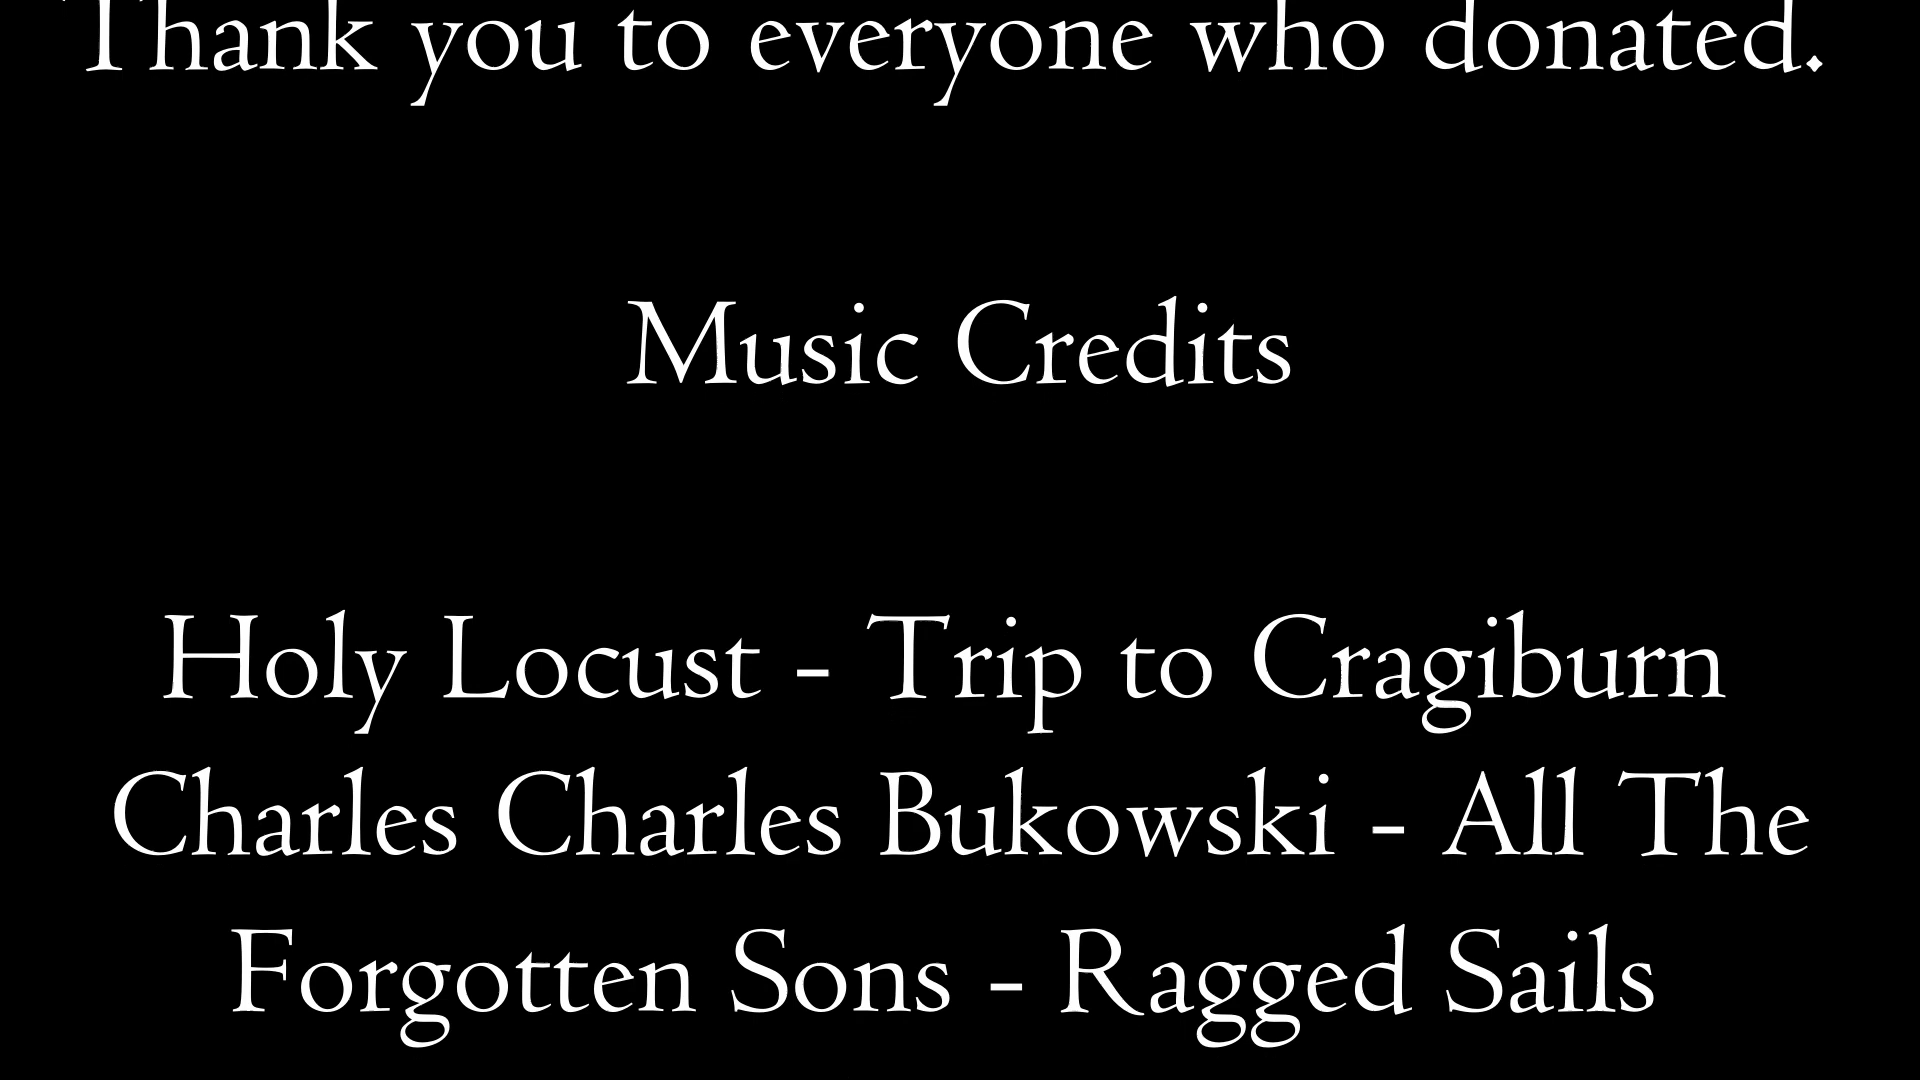 Thank you to everyone who donated.
Music Credits
Holy Locust - Trip to Cragiburn
Charles Charles Bukowski - All The
Forgotten Sons - Ragged Sails